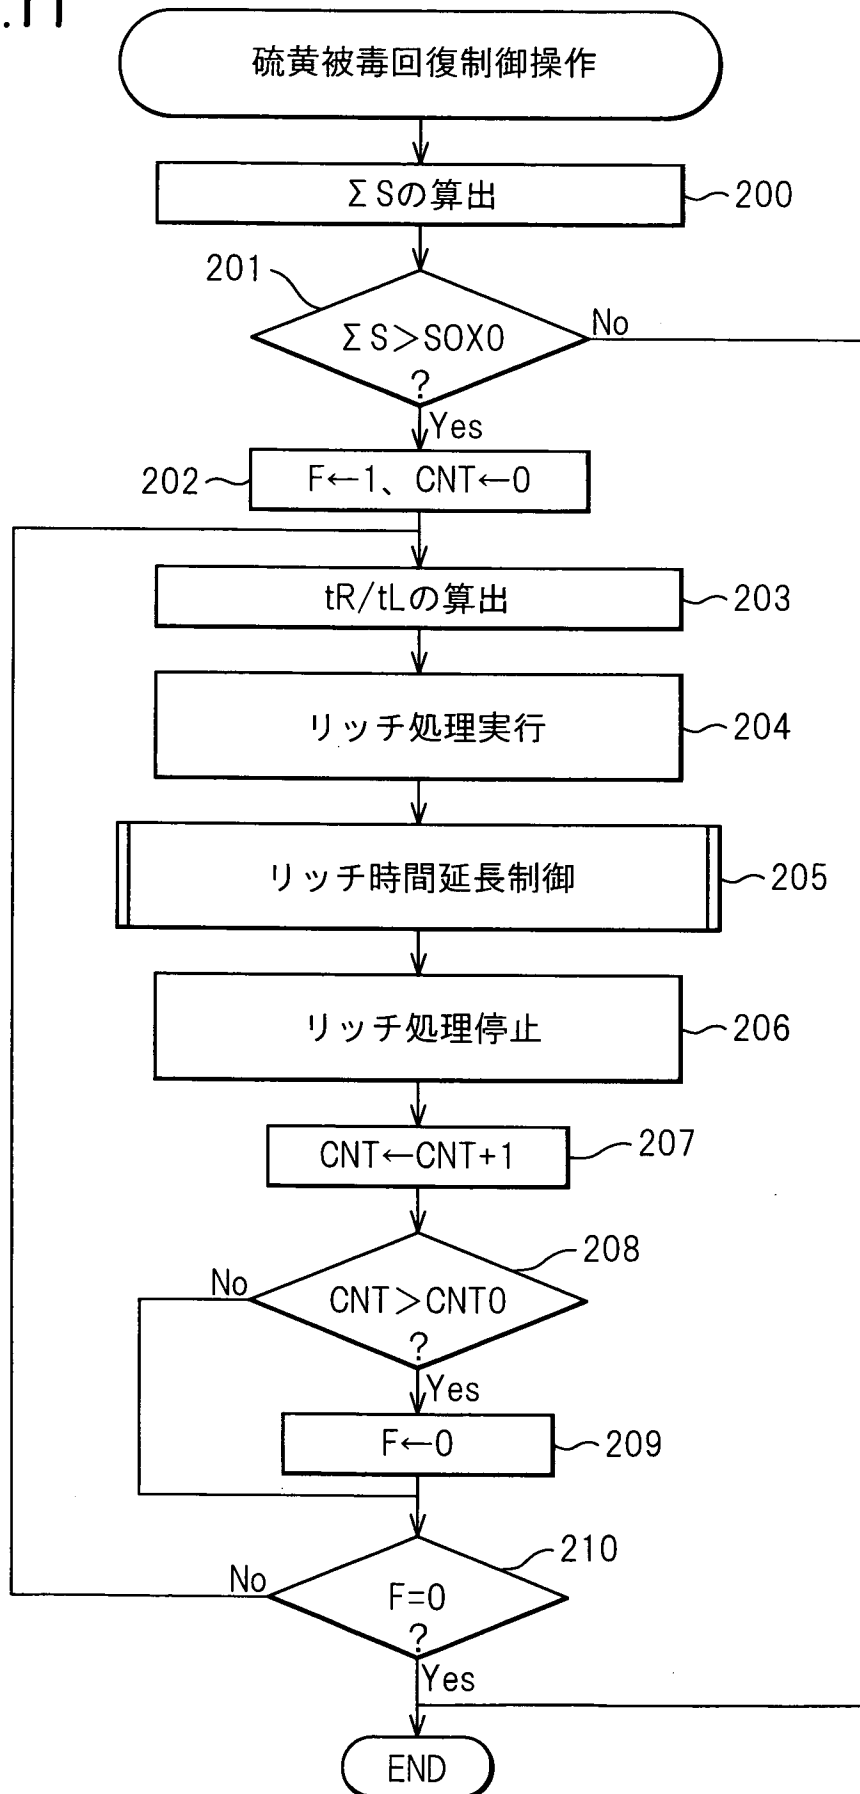 硫黄被毒回復制御操作
ΣSの算出
200
201
ΣS>SOX0
?
No
Yes
202
F←1、CNT←0
tR/tLの算出
203
リッチ処理実行
204
リッチ時間延長制御
205
リッチ処理停止
206
CNT←CNT+1
207
208
No
CNT>CNT0
?
Yes
F←0
209
210
No
F=0
?
Yes
END